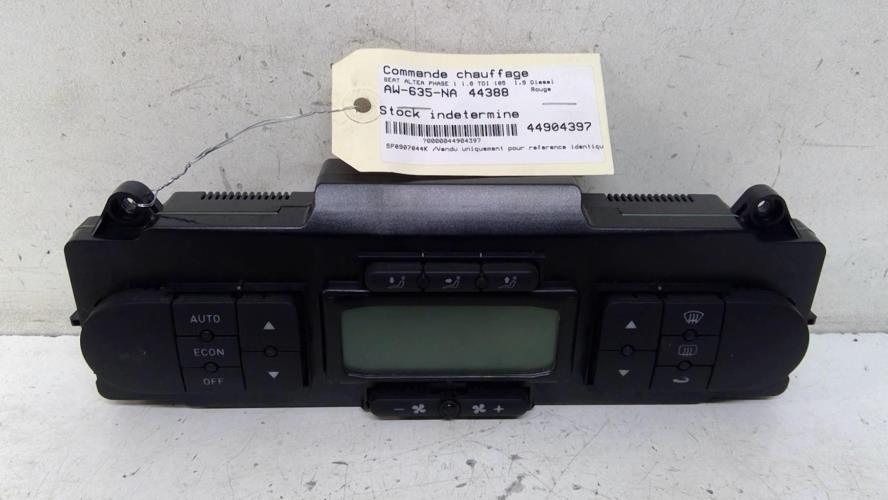 Commande chauffage
SEAT ALTEA PHASE 1 1.9 TDI 105 1.9 Diesel
AW-635-NA 44388 Rouge
Stock indetermine
44904397
?0000044904397
5P0907044K /Vendu uniquement pour reference identiqu
AUTO
ECON
OFF